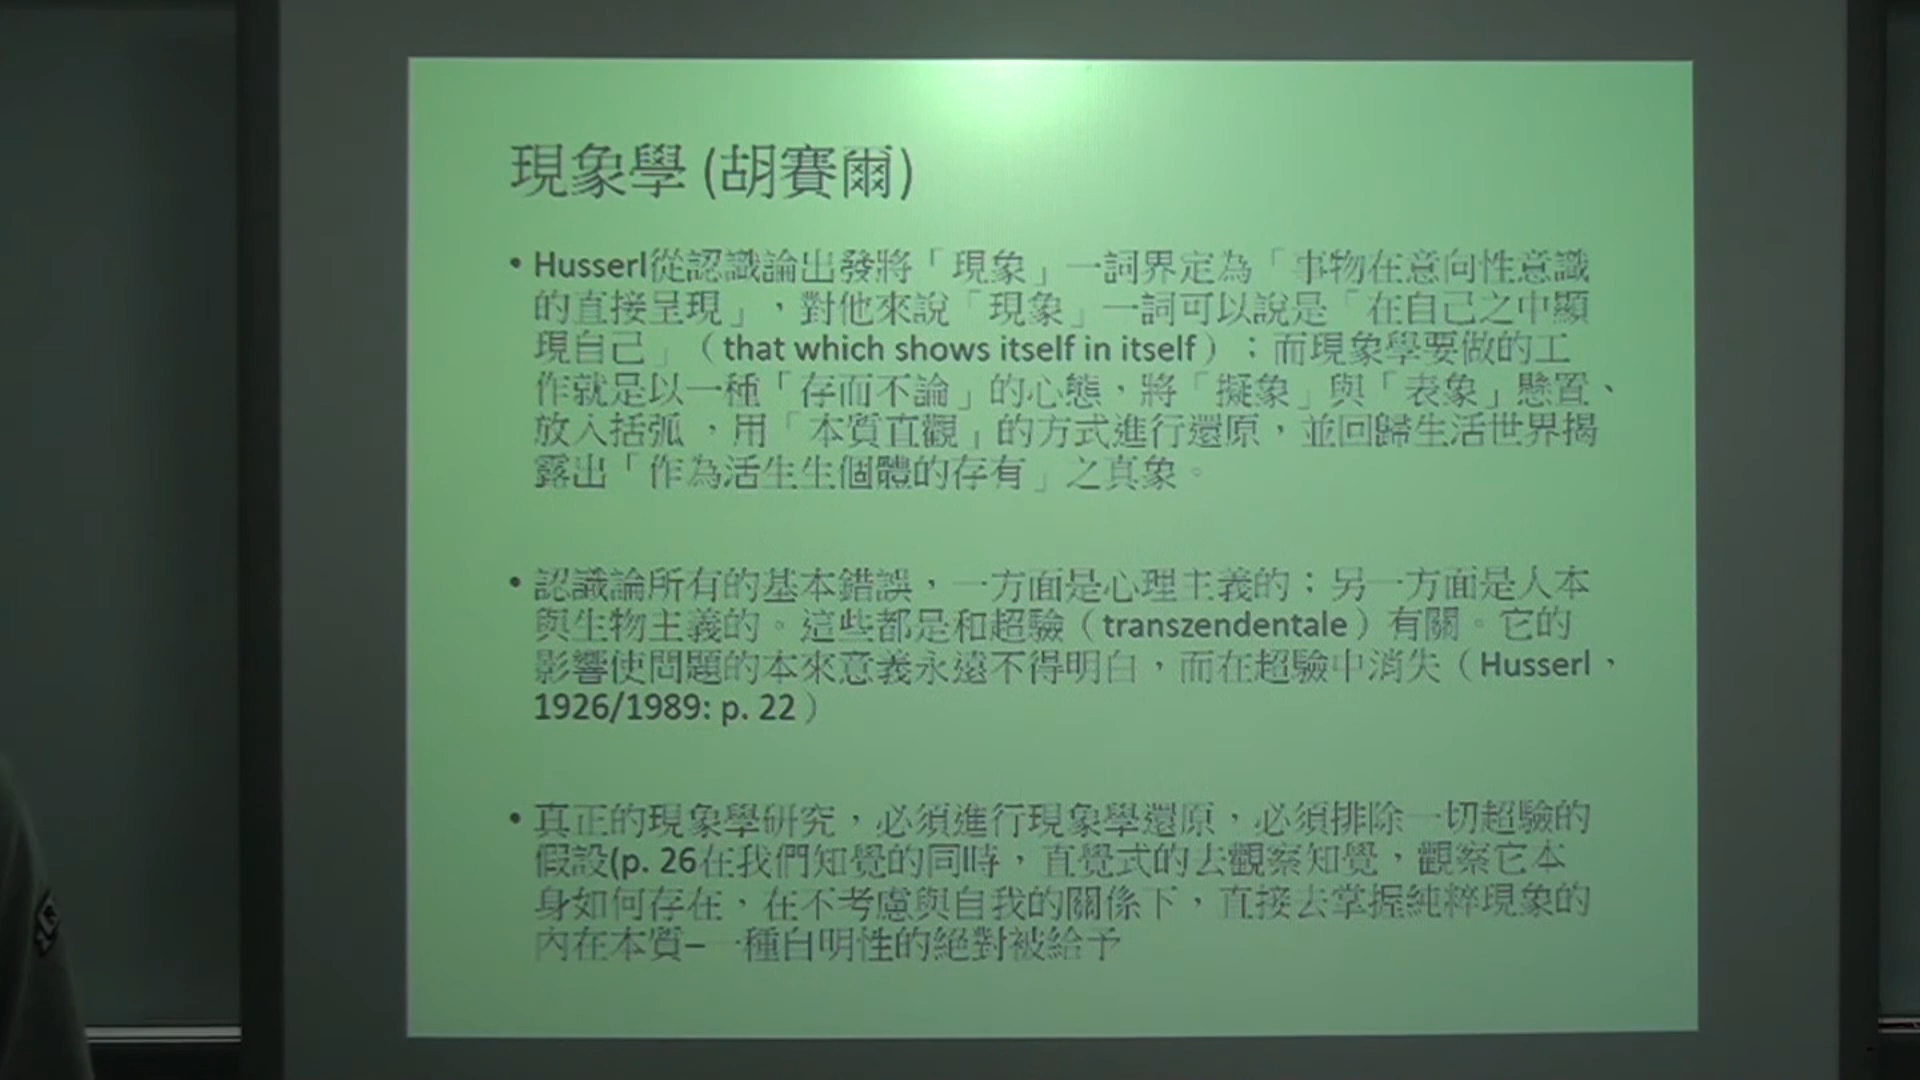 現象學 (胡賽爾)
• Husserl從認識論出發將「現象」一詞界定為「事物在意向性意識
的直接呈現」，對他來說「現象」一詞可以說是「在自己之中顯
現自己」（that which shows itself in itself）；而現象學要做的工
作就是以一種「存而不論」的心態，將「擬象」與「表象」懸置、
放入括弧 ，用「本質直觀」的方式進行還原，並回歸生活世界揭
露出「作為活生生個體的存有」之真象。
• 認識論所有的基本錯誤，一方面是心理主義的；另一方面是人本
與生物主義的。這些都是和超驗（transzendentale）有關。它的
影響使問題的本來意義永遠不得明白，而在超驗中消失（Husserl，
1926/1989: p. 22）
• 真正的現象學研究，必須進行現象學還原，必須排除一切超驗的
假設(p. 26在我們知覺的同時，直覺式的去觀察知覺，觀察它本
身如何存在，在不考慮與自我的關係下，直接去掌握純粹現象的
內在本質–一種自明性的絕對被給予